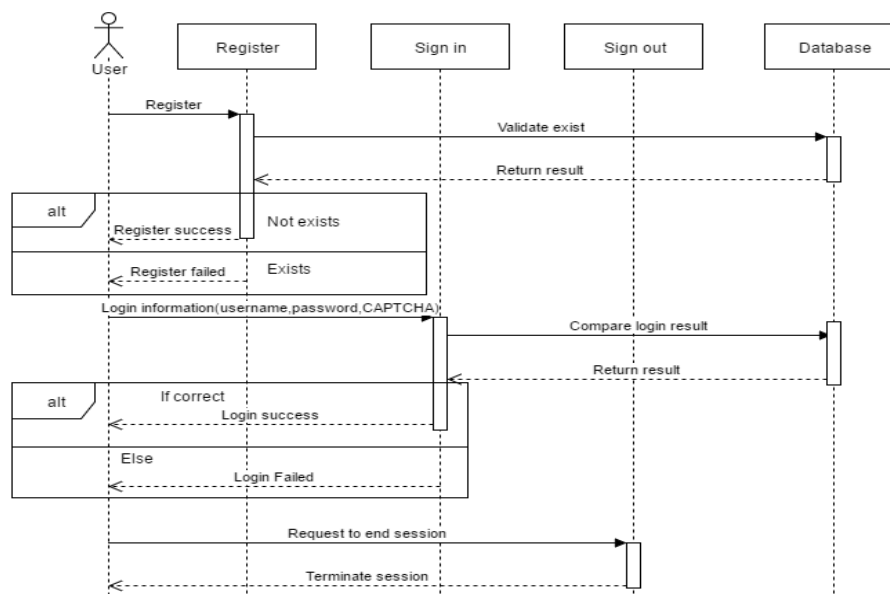 Register
Sign in
Sign out
Database
User
Register
Validate exist
Return result
alt
Not exists
Register success
Register failed
Exists
Login information(username,password,CAPTCHA)
Compare login result
Return result
alt
If correct
Login success
Else
Login Failed
Request to end session
Terminate session